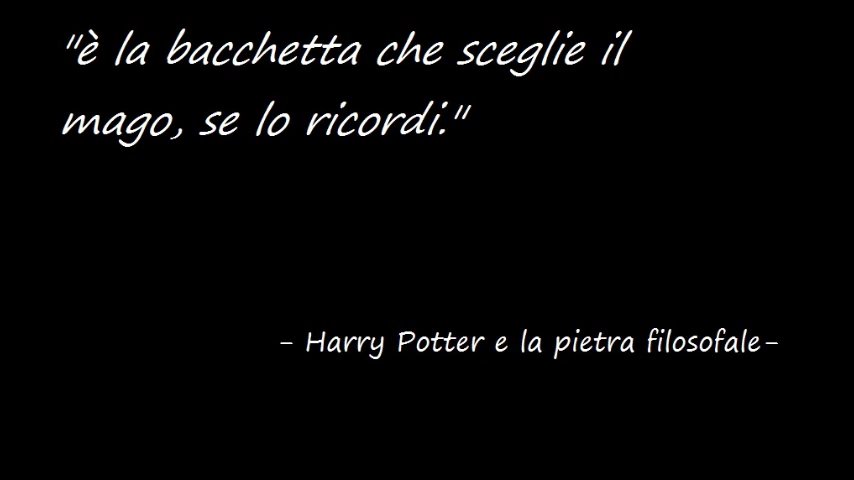 "è la bacchetta che sceglie il
mago, se lo ricordi."
- Harry Potter e la pietra filosofale-